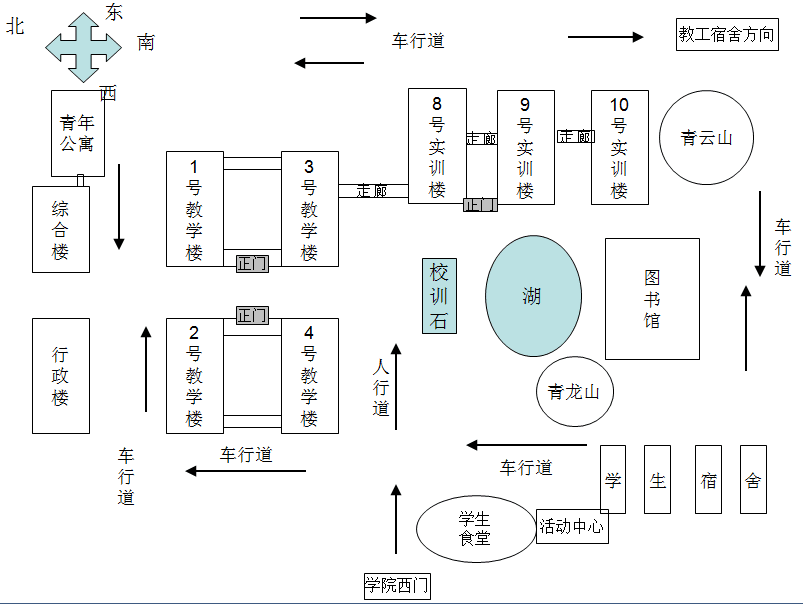 东
北
南
西
车行道
教工宿舍方向
青年
公寓
综合楼
1号教学楼
3号教学楼
走廊
8号实训楼
走廊
9号实训楼
走廊
10号实训楼
青云山
正门
正门
车行道
校训石
湖
图书馆
行政楼
正门
2号教学楼
4号教学楼
人行道
青龙山
车行道
车行道
车行道
学生宿舍
学生
食堂
活动中心
学院西门